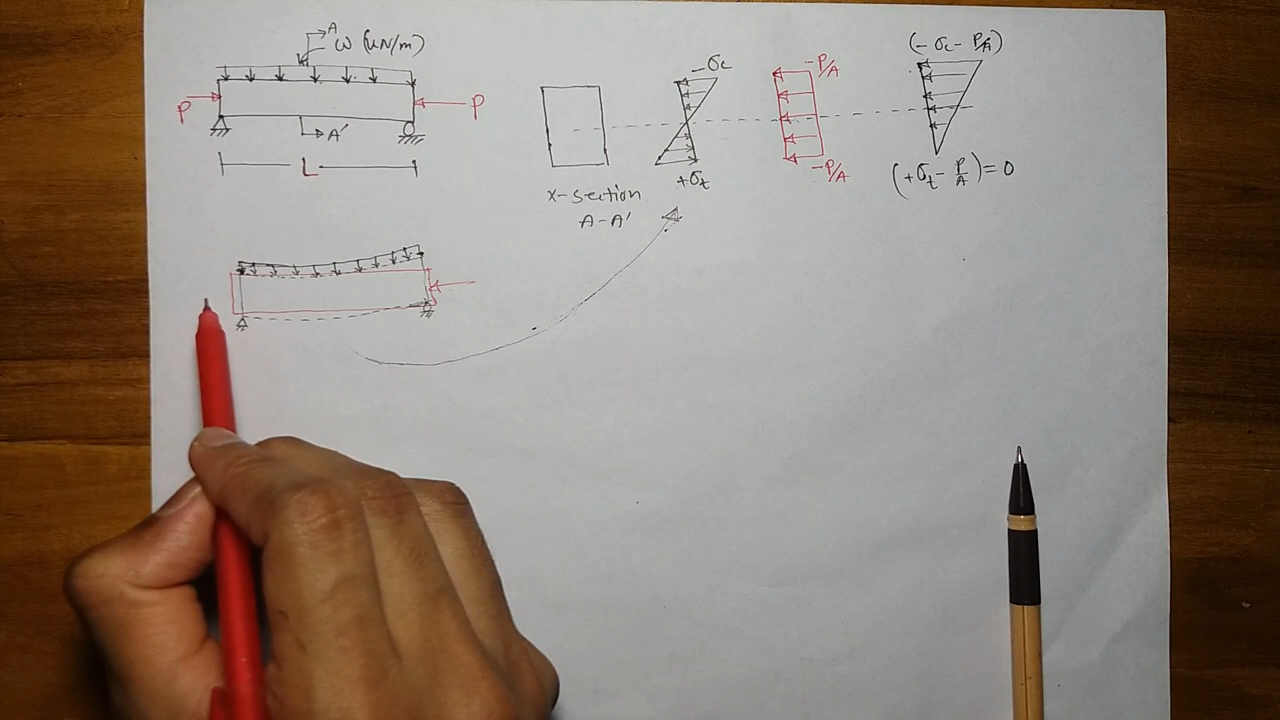 A
ω (kN/m)
P
P
A'
L
x-section
A-A'
-σc
+σt
-P/A
-P/A
(-σc-P/A)
(+σt-P/A)=0